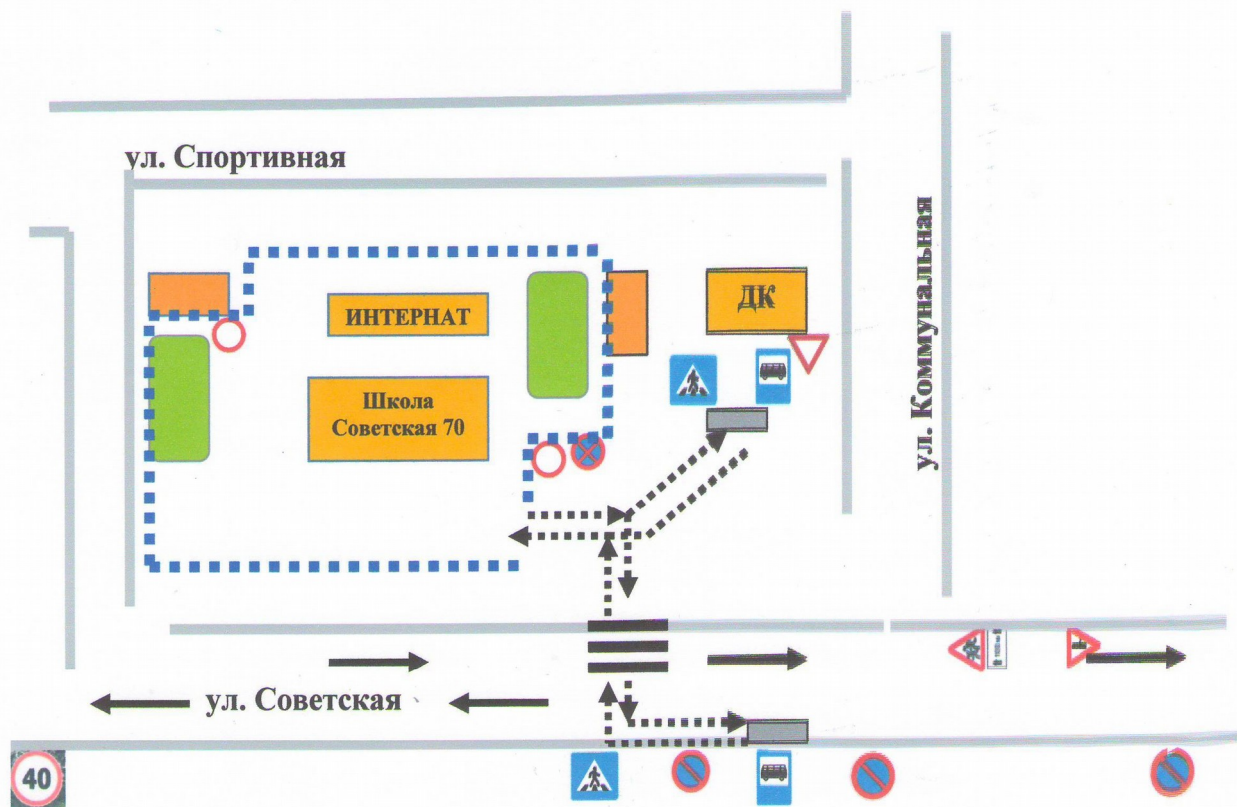 ул. Спортивная
ул. Коммунальная
ИНТЕРНАТ
ДК
Школа
Советская 70
ул. Советская
40